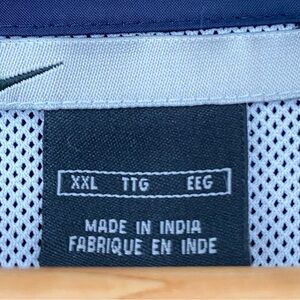 XXL TTG EEG
MADE IN INDIA
FABRIQUE EN INDE